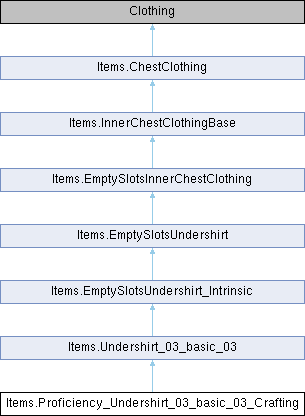 Clothing
Items.ChestClothing
Items.InnerChestClothingBase
Items.EmptySlotsInnerChestClothing
Items.EmptySlotsUndershirt
Items.EmptySlotsUndershirt_Intrinsic
Items.Undershirt_03_basic_03
Items.Proficiency_Undershirt_03_basic_03_Crafting